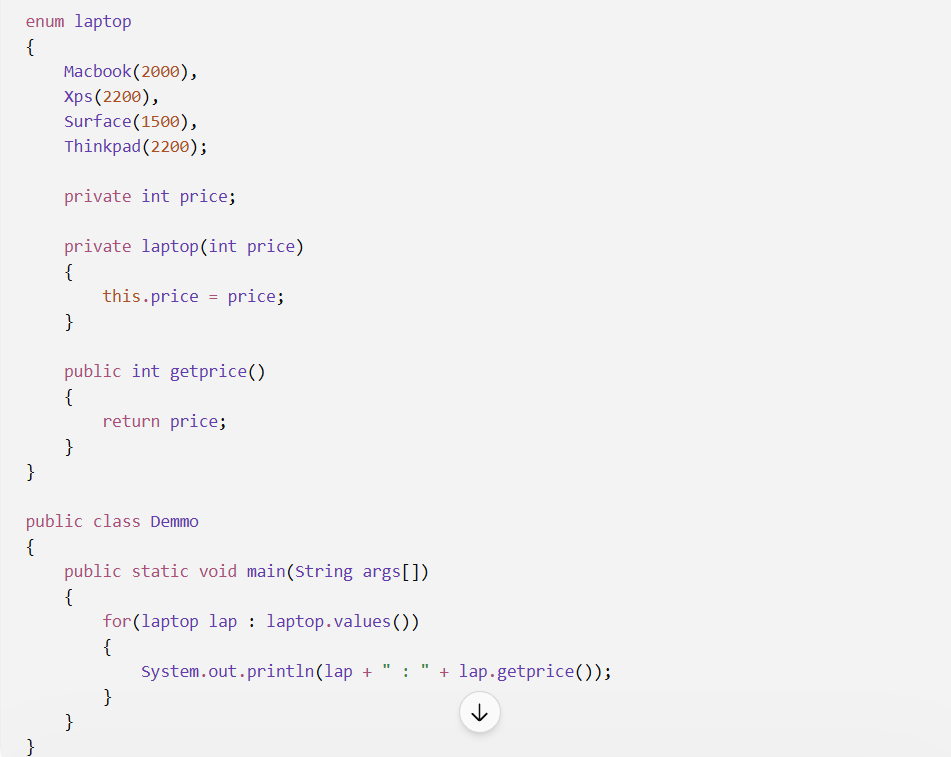 enum laptop
{
    Macbook(2000),
    Xps(2200),
    Surface(1500),
    Thinkpad(2200);

    private int price;

    private laptop(int price)
    {
        this.price = price;
    }

    public int getprice()
    {
        return price;
    }
}

public class Demmo
{
    public static void main(String args[])
    {
        for(laptop lap : laptop.values())
        {
            System.out.println(lap + " : " + lap.getprice());
        }
    }
}